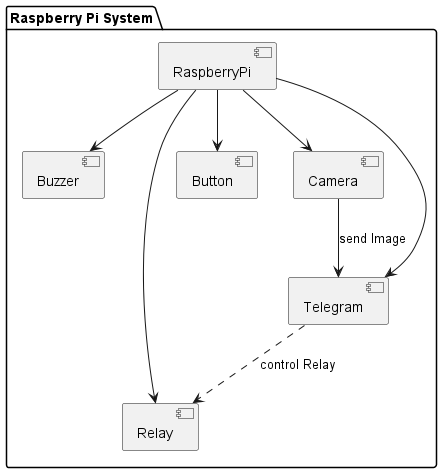 Raspberry Pi System
RaspberryPi
Buzzer
Button
Camera
send Image
Telegram
control Relay
Relay